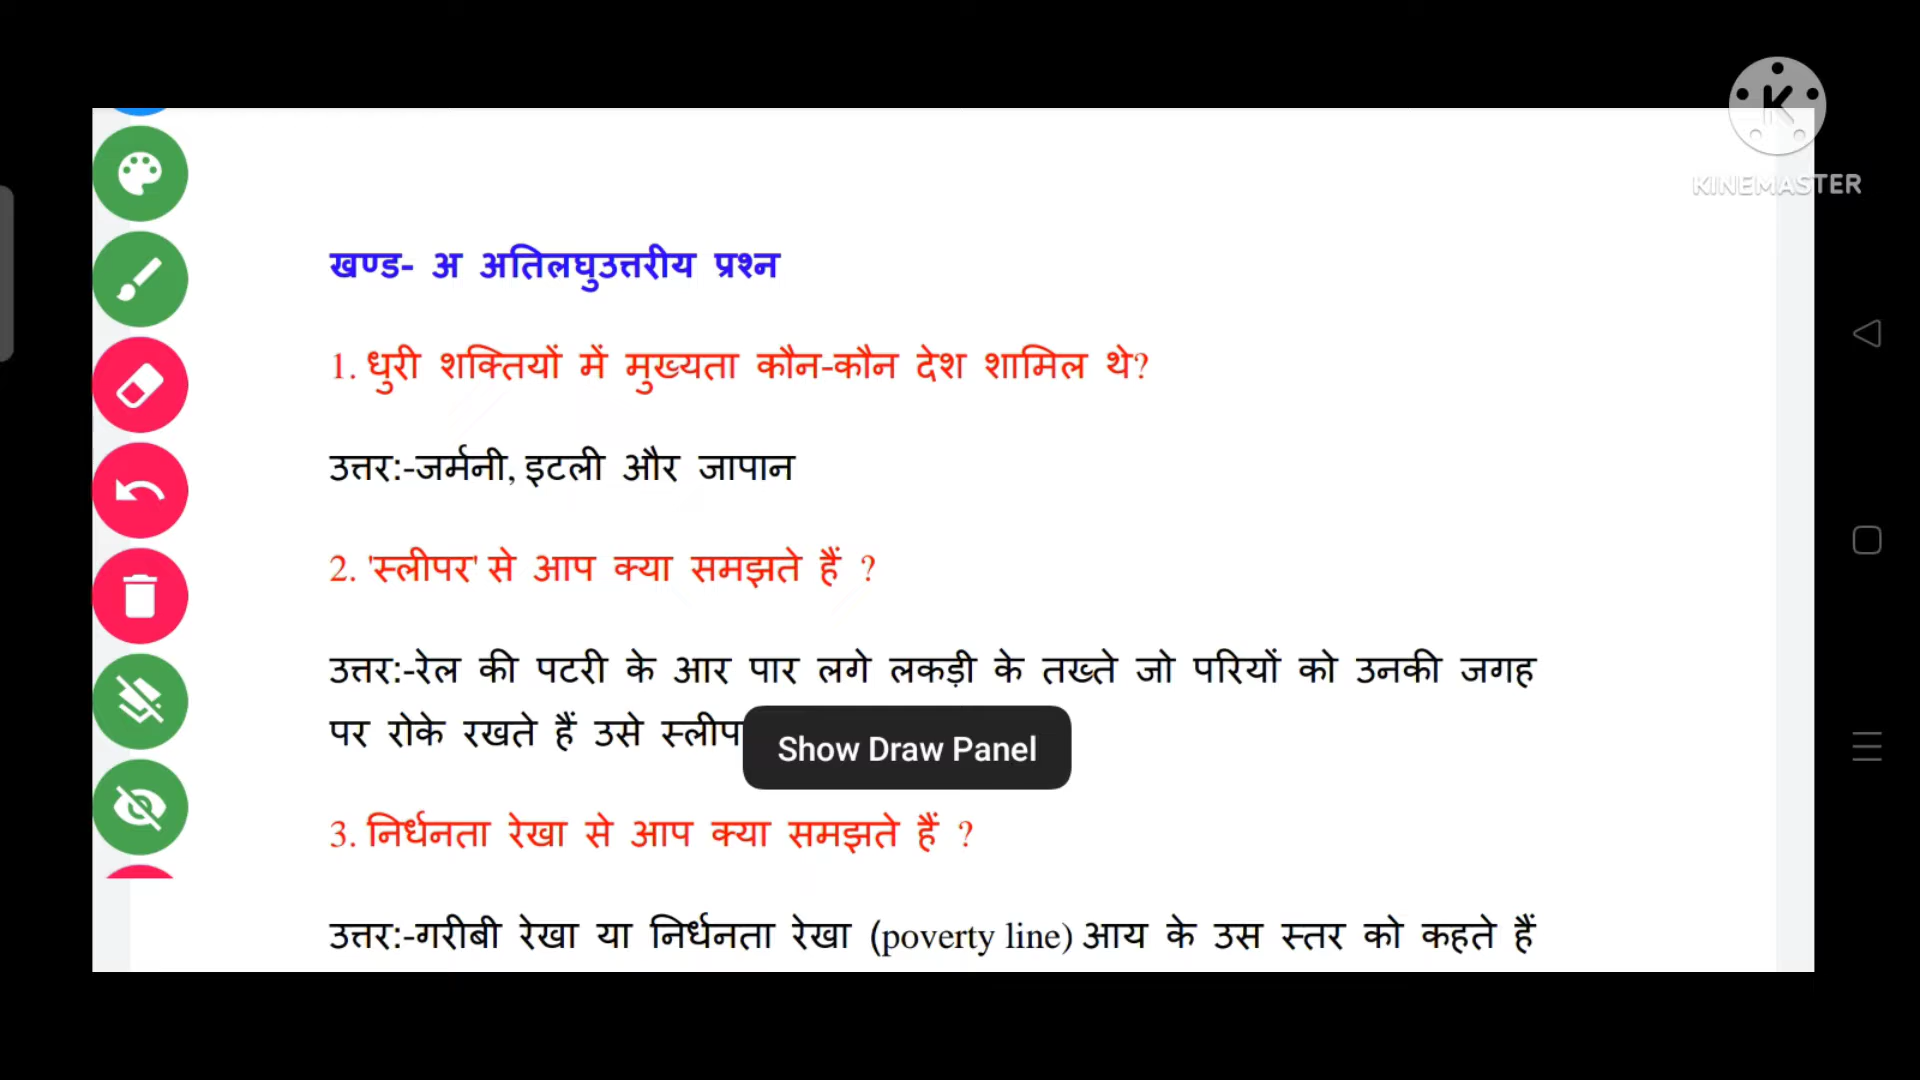 KINEMASTER
खण्ड- अ अतिलघुउत्तरीय प्रश्न
1. धुरी शक्तियों में मुख्यता कौन-कौन देश शामिल थे?
उत्तर:-जर्मनी, इटली और जापान
2. 'स्लीपर' से आप क्या समझते हैं ?
उत्तर:-रेल की पटरी के आर पार लगे लकड़ी के तख्ते जो परियों को उनकी जगह
पर रोके रखते हैं उसे
Show Draw Panel
3. निर्धनता रेखा से आप क्या समझते हैं ?
उत्तर:-गरीबी रेखा या निर्धनता रेखा (poverty line) आय के उस स्तर को कहते हैं